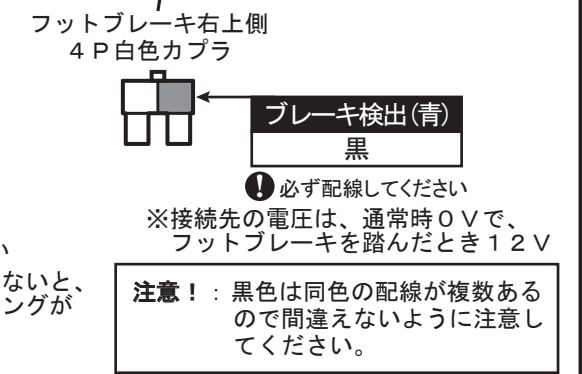 フットブレーキ右上側
４Ｐ白色カプラ
ブレーキ検出(青)
黒
必ず配線してください
※接続先の電圧は、通常時０Ｖで、
フットブレーキを踏んだとき１２Ｖ
い
ないと、
ングが
注意！：黒色は同色の配線が複数ある
ので間違えないように注意し
てください。